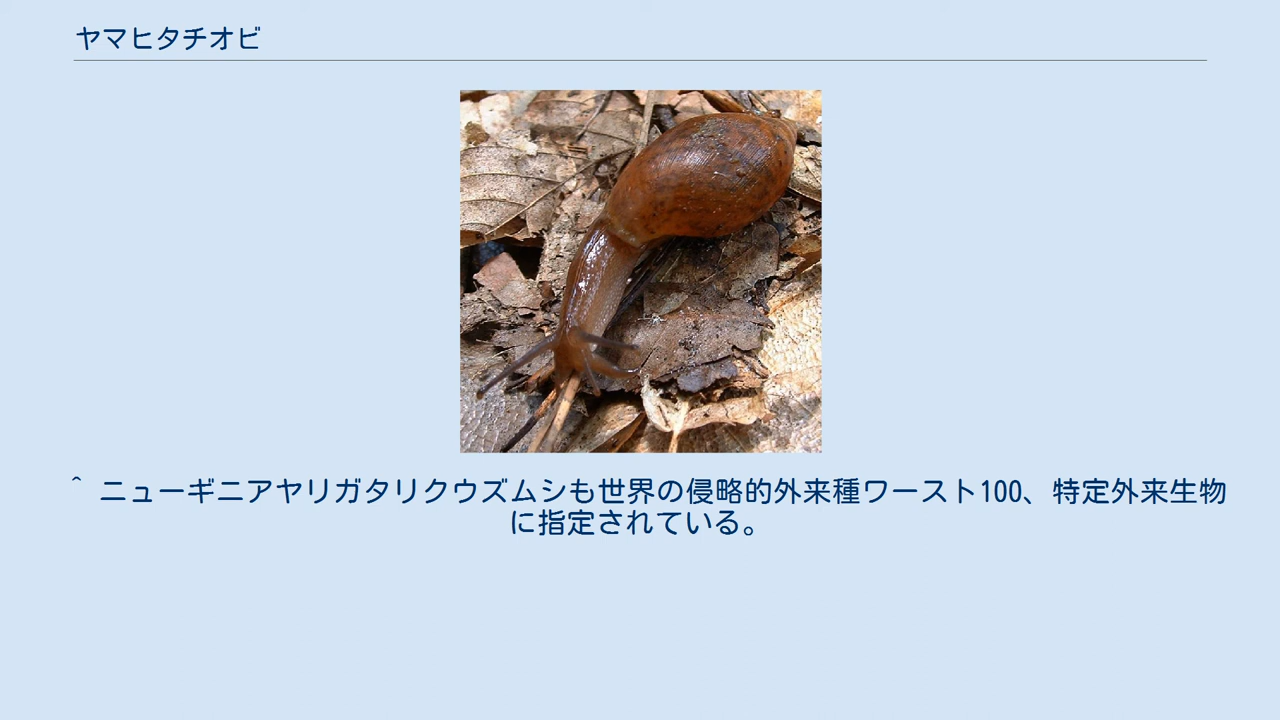 ヤマヒタチオビ
^ ニューギニアヤリガタリクウズムシも世界の侵略的外来種ワースト100、特定外来生物
に指定されている。